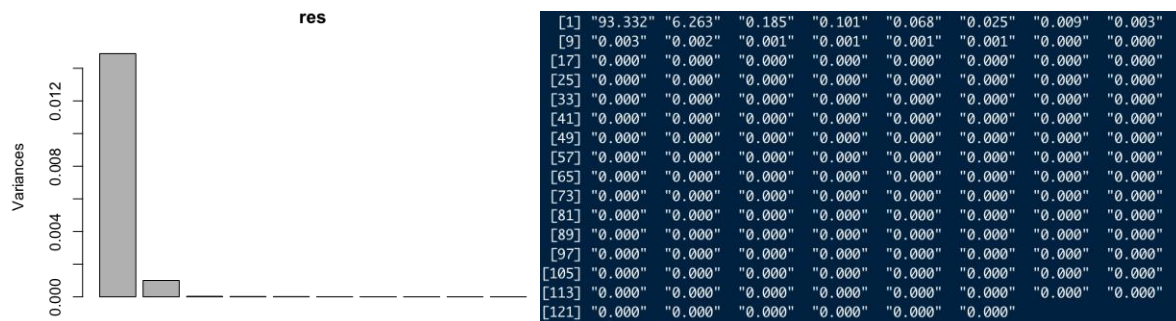 res
Variances
0.012
0.008
0.004
0.000
[1] "93.332" "6.263" "0.185" "0.101" "0.068" "0.025" "0.009" "0.003"
[9] "0.003" "0.002" "0.001" "0.001" "0.001" "0.001" "0.000" "0.000"
[17] "0.000" "0.000" "0.000" "0.000" "0.000" "0.000" "0.000" "0.000"
[25] "0.000" "0.000" "0.000" "0.000" "0.000" "0.000" "0.000" "0.000"
[33] "0.000" "0.000" "0.000" "0.000" "0.000" "0.000" "0.000" "0.000"
[41] "0.000" "0.000" "0.000" "0.000" "0.000" "0.000" "0.000" "0.000"
[49] "0.000" "0.000" "0.000" "0.000" "0.000" "0.000" "0.000" "0.000"
[57] "0.000" "0.000" "0.000" "0.000" "0.000" "0.000" "0.000" "0.000"
[65] "0.000" "0.000" "0.000" "0.000" "0.000" "0.000" "0.000" "0.000"
[73] "0.000" "0.000" "0.000" "0.000" "0.000" "0.000" "0.000" "0.000"
[81] "0.000" "0.000" "0.000" "0.000" "0.000" "0.000" "0.000" "0.000"
[89] "0.000" "0.000" "0.000" "0.000" "0.000" "0.000" "0.000" "0.000"
[97] "0.000" "0.000" "0.000" "0.000" "0.000" "0.000" "0.000" "0.000"
[105] "0.000" "0.000" "0.000" "0.000" "0.000" "0.000" "0.000" "0.000"
[113] "0.000" "0.000" "0.000" "0.000" "0.000" "0.000" "0.000" "0.000"
[121] "0.000" "0.000" "0.000" "0.000" "0.000" "0.000"